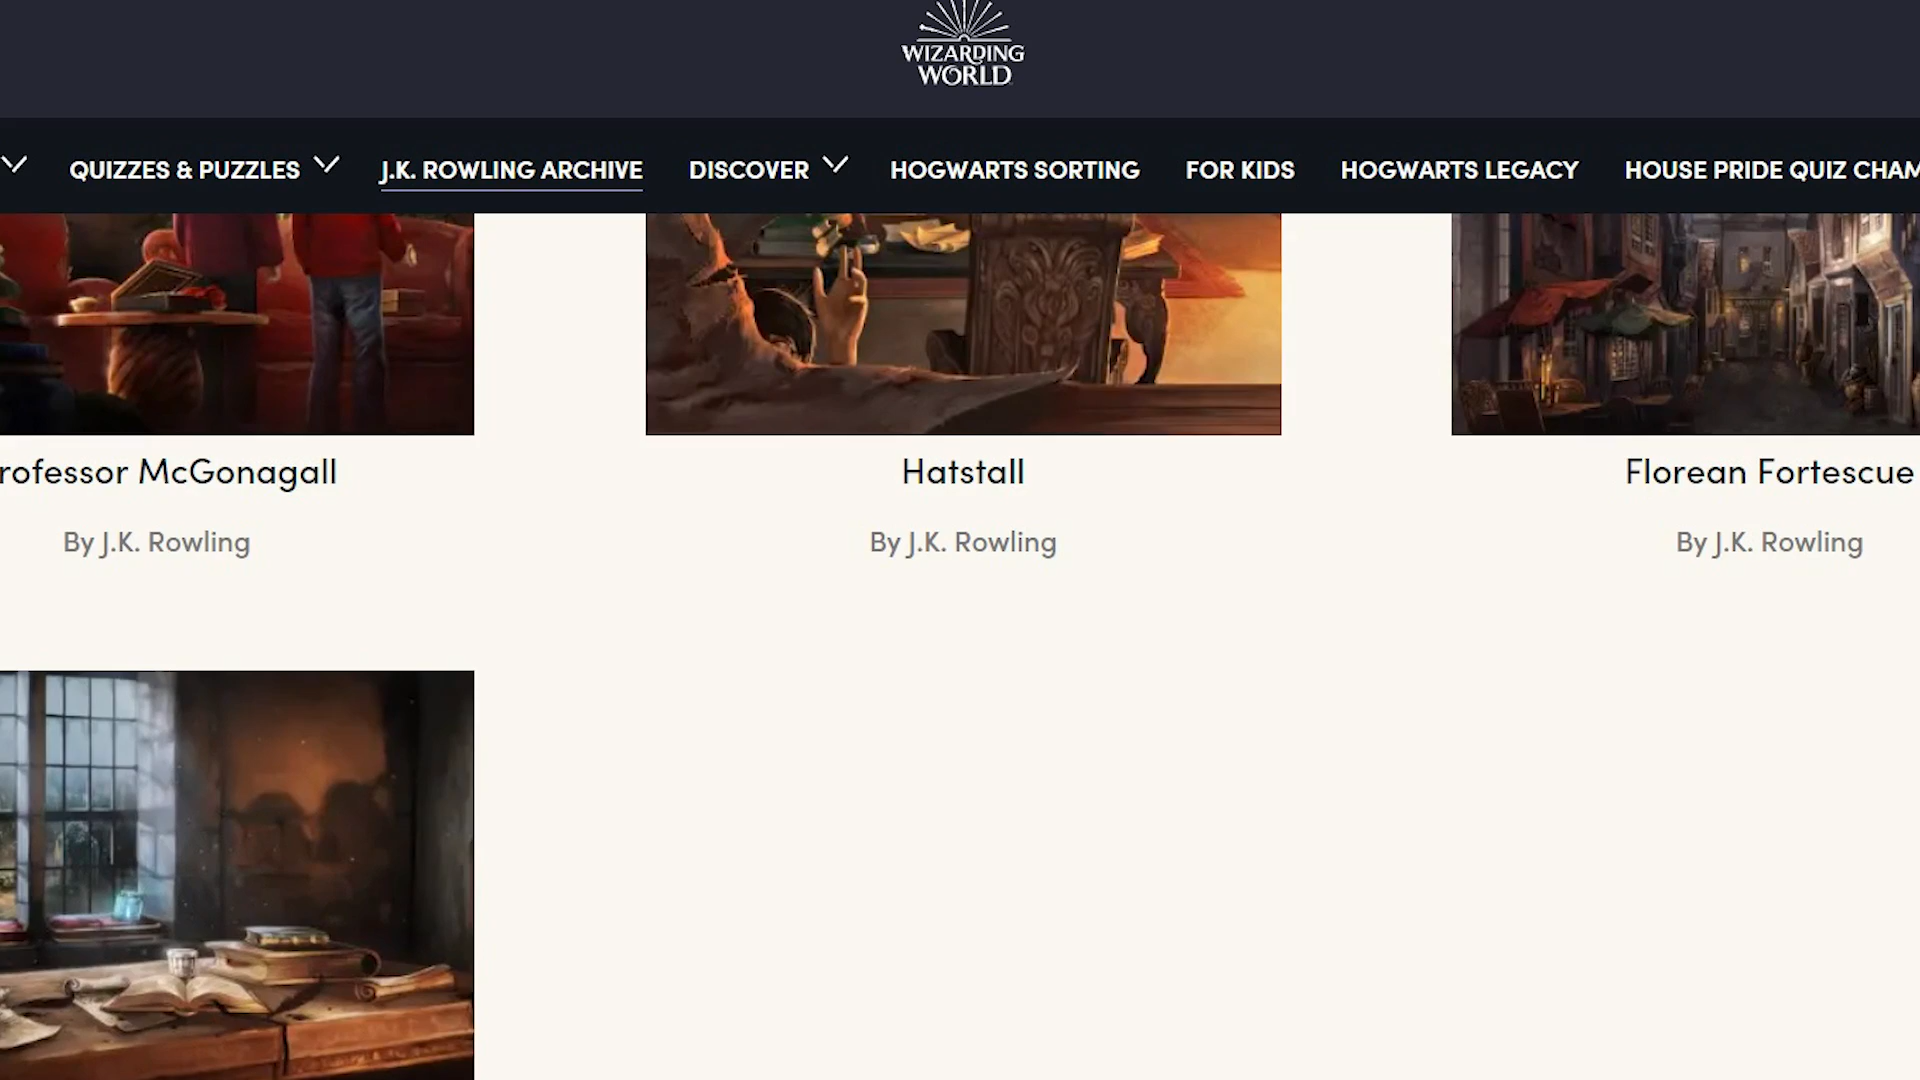 WIZARDING
WORLD
QUIZZES & PUZZLES
J.K. ROWLING ARCHIVE
DISCOVER
HOGWARTS SORTING
FOR KIDS
HOGWARTS LEGACY
HOUSE PRIDE QUIZ CHAM
rofessor McGonagall
Hatstall
Florean Fortescue
By J.K. Rowling
By J.K. Rowling
By J.K. Rowling